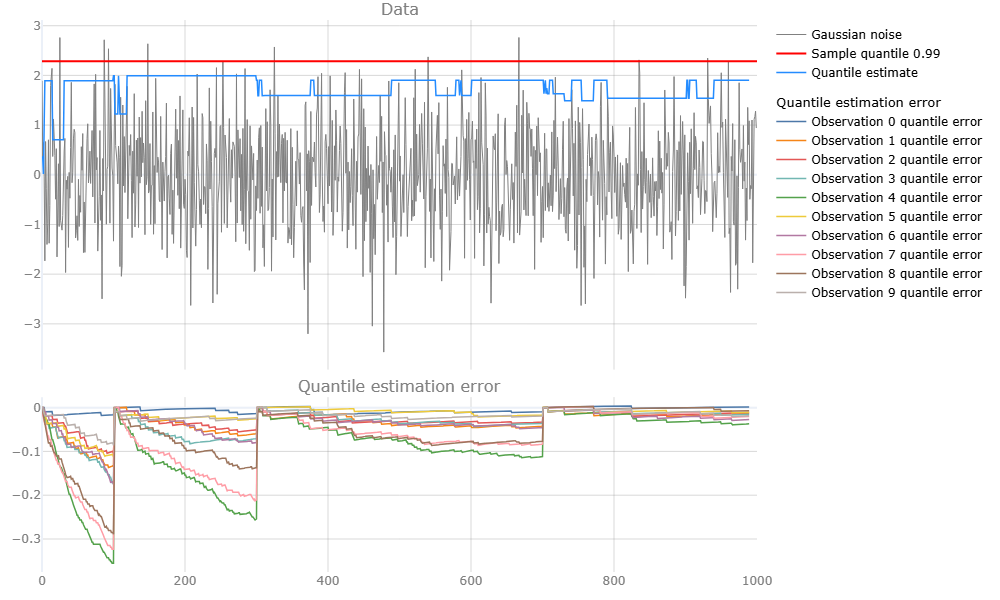 Data
3
2
1
0
−1
−2
−3
Gaussian noise
Sample quantile 0.99
Quantile estimate
Quantile estimation error
Observation 0 quantile error
Observation 1 quantile error
Observation 2 quantile error
Observation 3 quantile error
Observation 4 quantile error
Observation 5 quantile error
Observation 6 quantile error
Observation 7 quantile error
Observation 8 quantile error
Observation 9 quantile error
Quantile estimation error
0
−0.1
−0.2
−0.3
0 200 400 600 800 1000